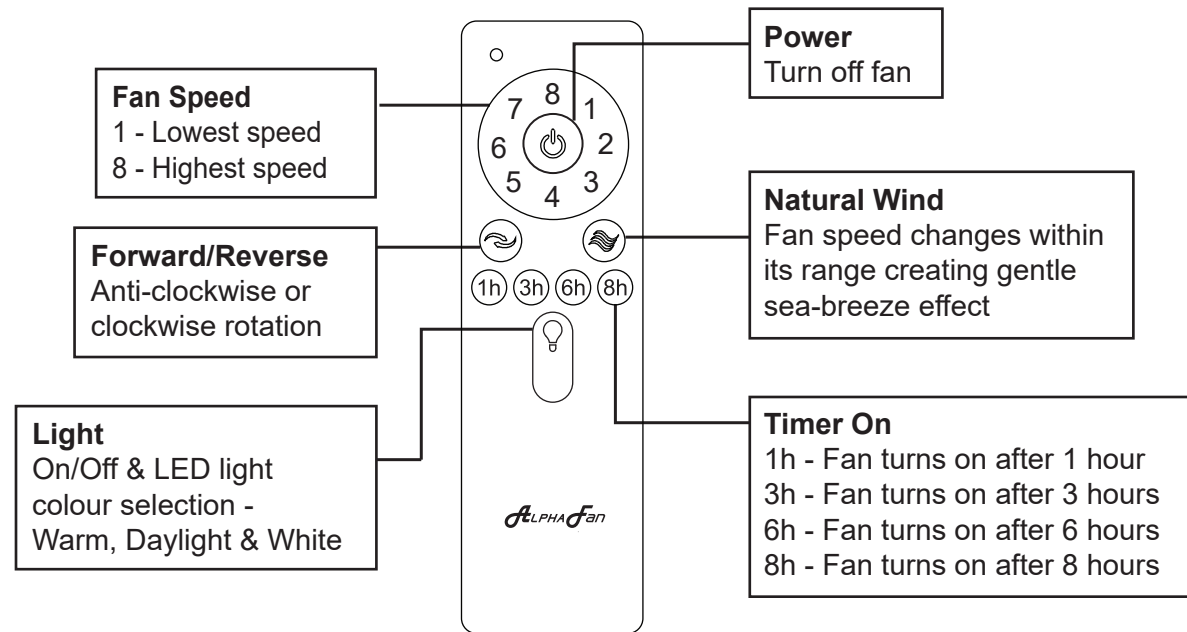 Power
Turn off fan
Fan Speed
1 - Lowest speed
8 - Highest speed
8
7 1
6 2
5 3
4
Natural Wind
Fan speed changes within
its range creating gentle
sea-breeze effect
Forward/Reverse
Anti-clockwise or
clockwise rotation
1h 3h 6h 8h
Light
On/Off & LED light
colour selection -
Warm, Daylight & White
AlphaFan
Timer On
1h - Fan turns on after 1 hour
3h - Fan turns on after 3 hours
6h - Fan turns on after 6 hours
8h - Fan turns on after 8 hours